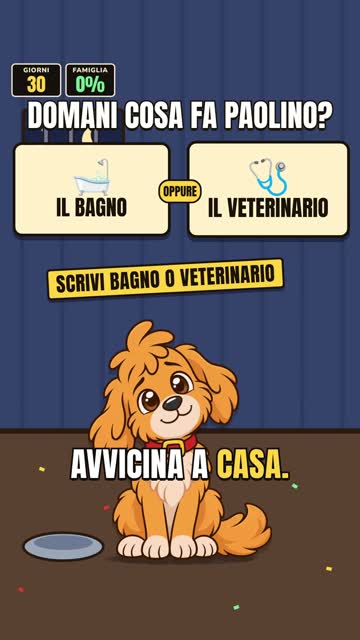 GIORNI
30
FAMIGLIA
0%
DOMANI COSA FA PAOLINO?
IL BAGNO
OPPURE
IL VETERINARIO
SCRIVI BAGNO O VETERINARIO
AVVICINA A CASA.